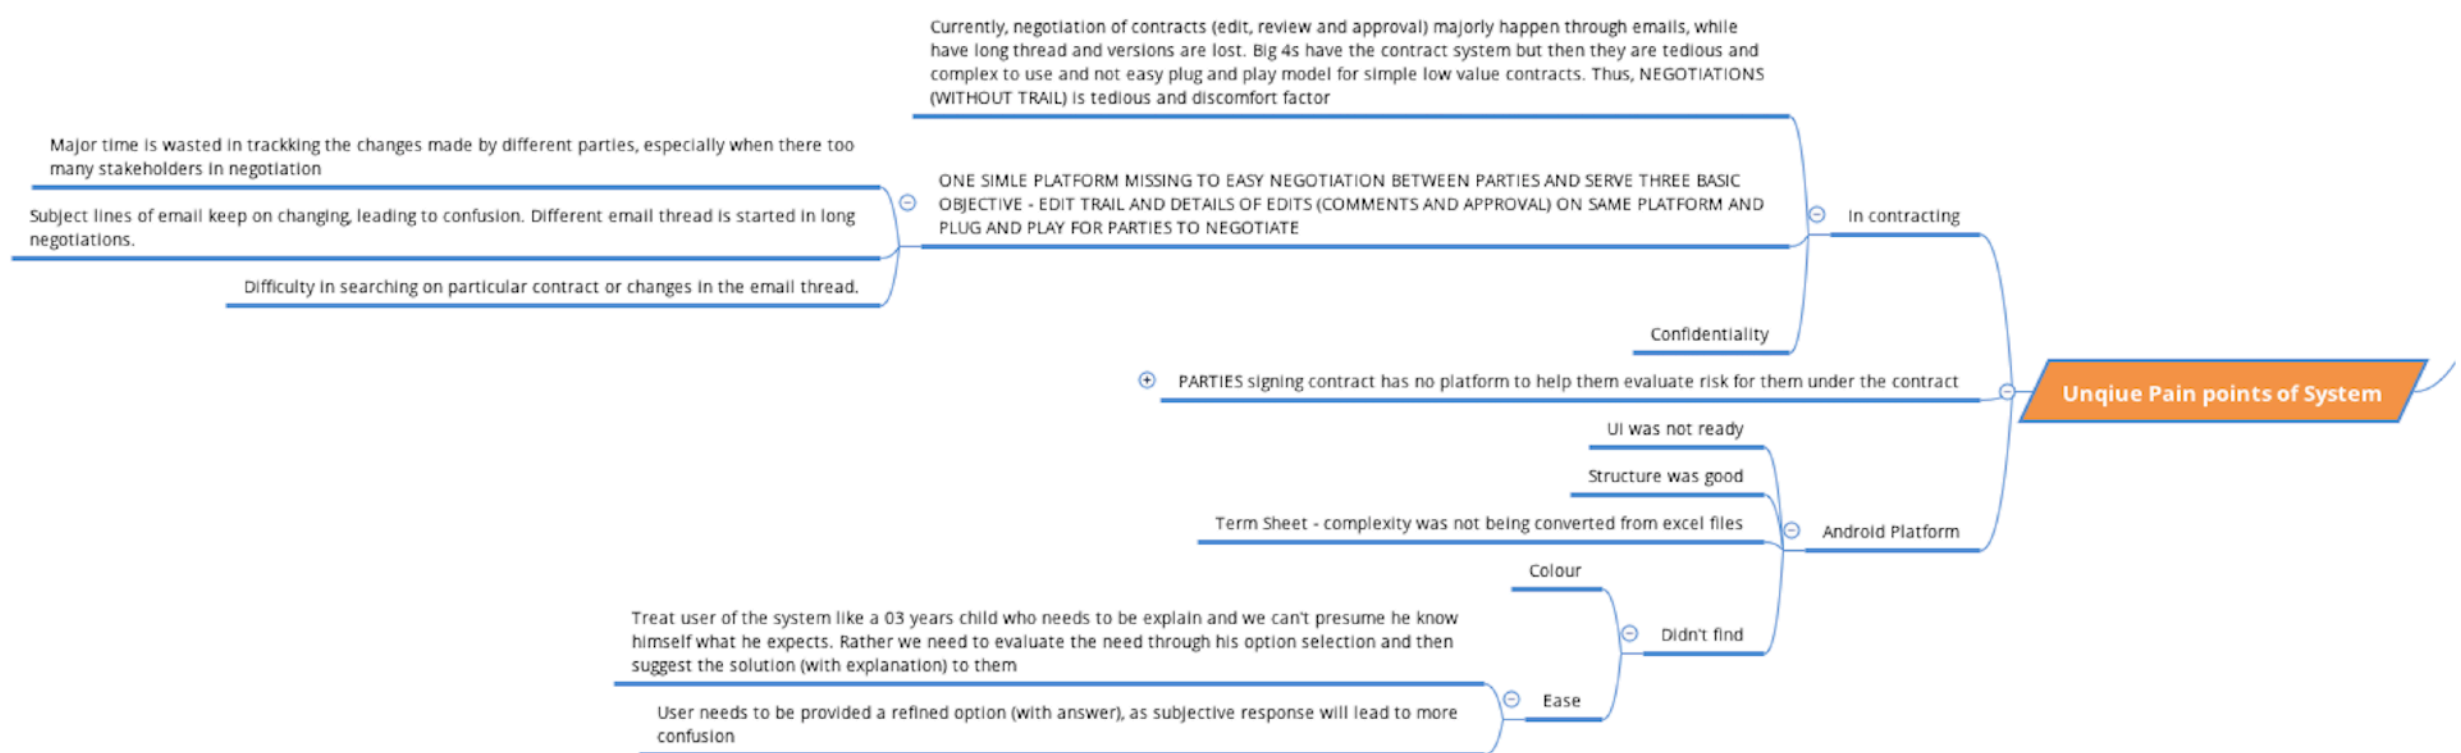 Currently, negotiation of contracts (edit, review and approval) majorly happen through emails, while
have long thread and versions are lost. Big 4s have the contract system but then they are tedious and
complex to use and not easy plug and play model for simple low value contracts. Thus, NEGOTIATIONS
(WITHOUT TRAIL) is tedious and discomfort factor
Major time is wasted in trackking the changes made by different parties, especially when there too
many stakeholders in negotiation
Subject lines of email keep on changing, leading to confusion. Different email thread is started in long
negotiations.
Difficulty in searching on particular contract or changes in the email thread.
ONE SIMLE PLATFORM MISSING TO EASY NEGOTIATION BETWEEN PARTIES AND SERVE THREE BASIC
OBJECTIVE - EDIT TRAIL AND DETAILS OF EDITS (COMMENTS AND APPROVAL) ON SAME PLATFORM AND
PLUG AND PLAY FOR PARTIES TO NEGOTIATE
In contracting
Confidentiality
PARTIES signing contract has no platform to help them evaluate risk for them under the contract
Unqiue Pain points of System
UI was not ready
Structure was good
Term Sheet - complexity was not being converted from excel files
Android Platform
Colour
Didn't find
Treat user of the system like a 03 years child who needs to be explain and we can't presume he know
himself what he expects. Rather we need to evaluate the need through his option selection and then
suggest the solution (with explanation) to them
Ease
User needs to be provided a refined option (with answer), as subjective response will lead to more
confusion